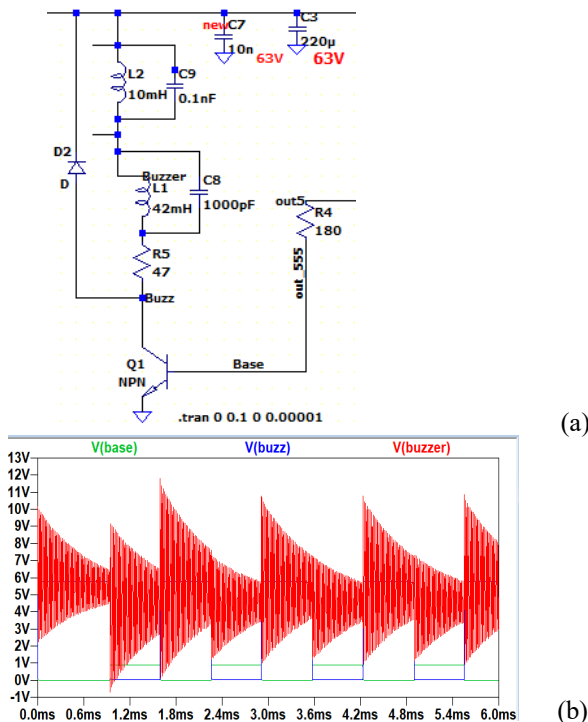 new C7
10n
63V
C3
220µ
63V
L2
10mH
C9
0.1nF
D2
D
Buzzer
L1
42mH
C8
1000pF
out5
R4
180
out_555
R5
47
Buzz
Q1
NPN
Base
.tran 0 0.1 0 0.00001
(a)
V(base) V(buzz) V(buzzer)
13V
12V
11V
10V
9V
8V
7V
6V
5V
4V
3V
2V
1V
0V
-1V
0.0ms 0.6ms 1.2ms 1.8ms 2.4ms 3.0ms 3.6ms 4.2ms 4.8ms 5.4ms 6.0ms
(b)